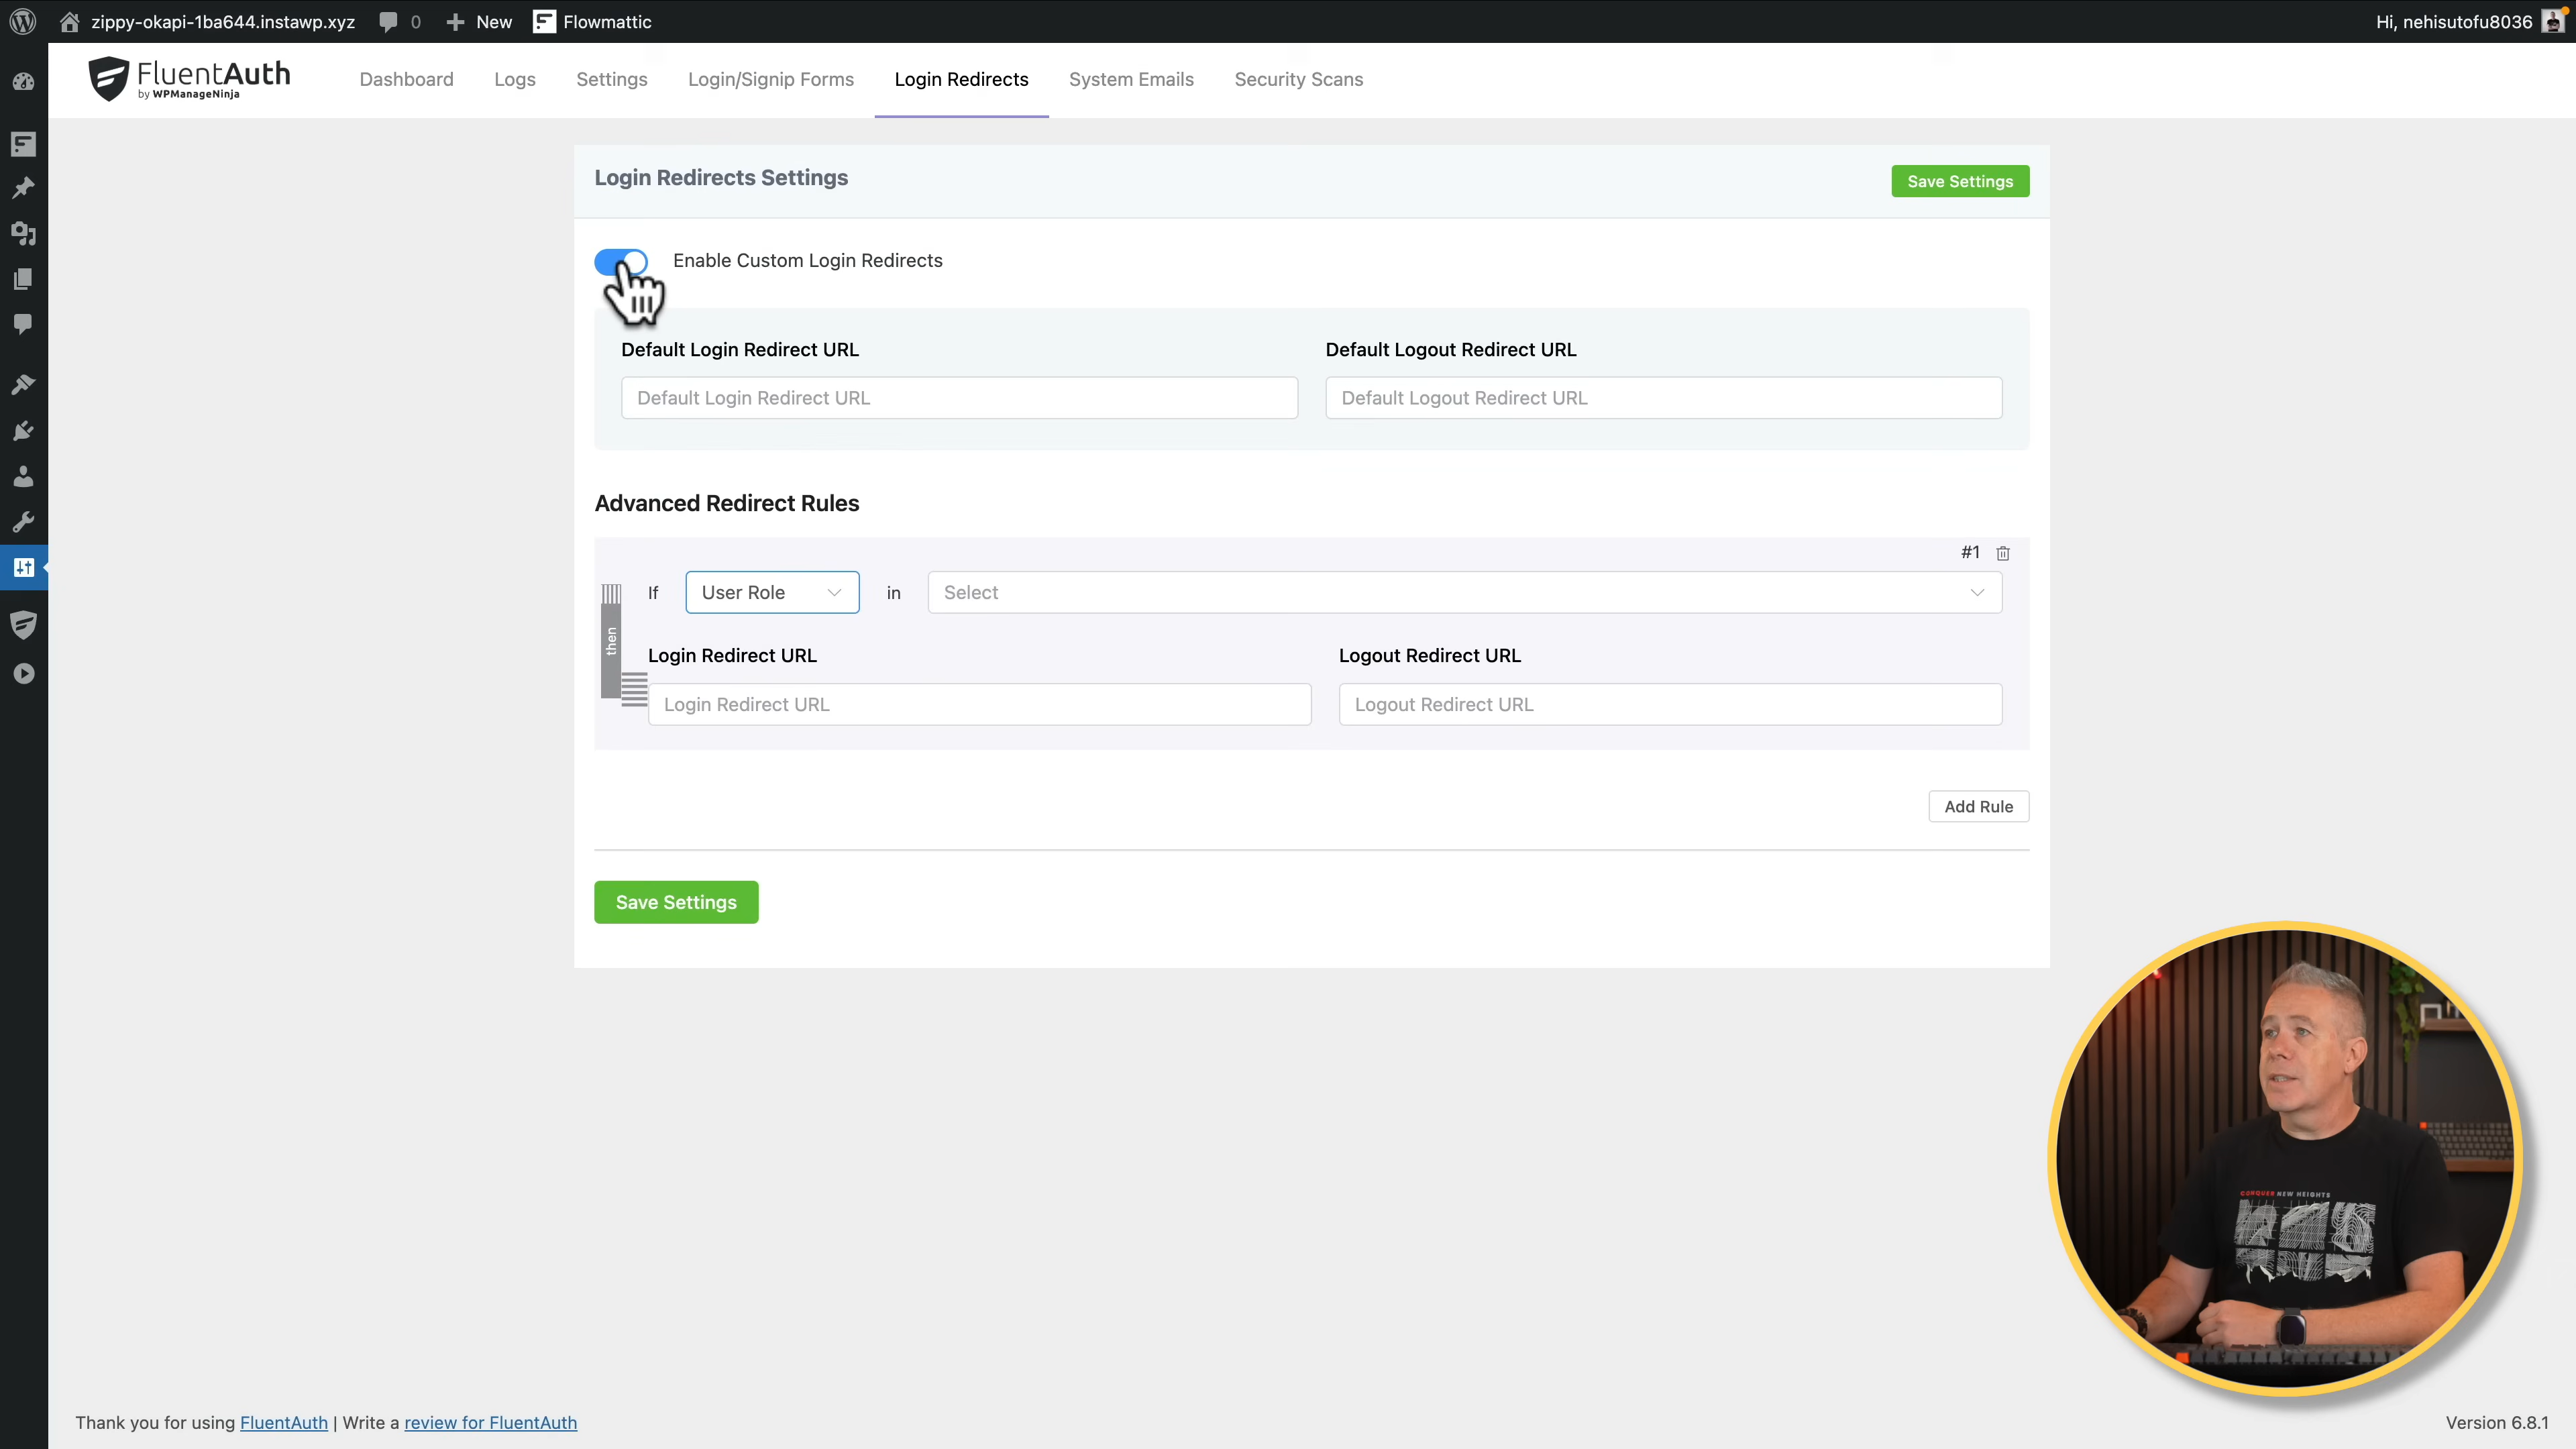 zippy-okapi-1ba644.instawp.xyz 0 New Flowmattic Hi, nehisutofu8036
FluentAuth
by WPManageNinja
Dashboard Logs Settings Login/Signip Forms Login Redirects System Emails Security Scans
Login Redirects Settings Save Settings
Enable Custom Login Redirects
Default Login Redirect URL Default Logout Redirect URL
Default Login Redirect URL Default Logout Redirect URL
Advanced Redirect Rules
#1
If User Role in Select
then
Login Redirect URL Logout Redirect URL
Login Redirect URL Logout Redirect URL
Add Rule
Save Settings
CONQUER NEW HEIGHTS
Thank you for using FluentAuth | Write a review for FluentAuth Version 6.8.1